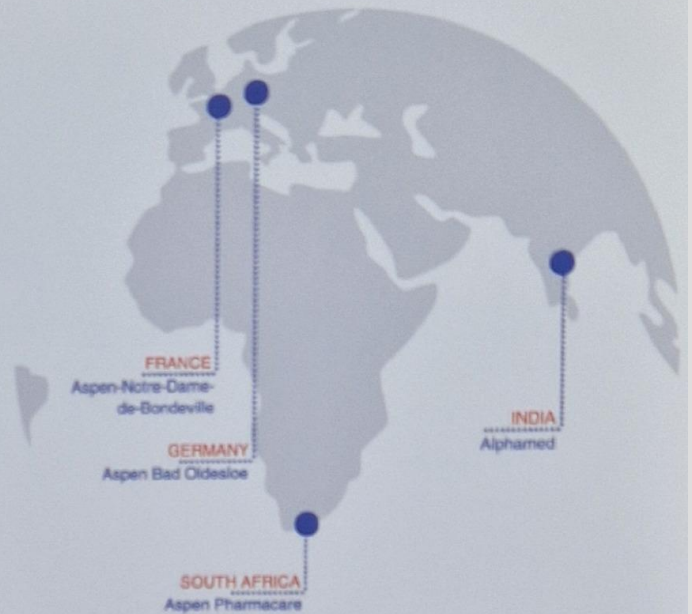 FRANCE
Aspen-Notre-Dame-
de-Bondeville
GERMANY
Aspen Bad Oldesloe
INDIA
Alphamed
SOUTH AFRICA
Aspen Pharmacare